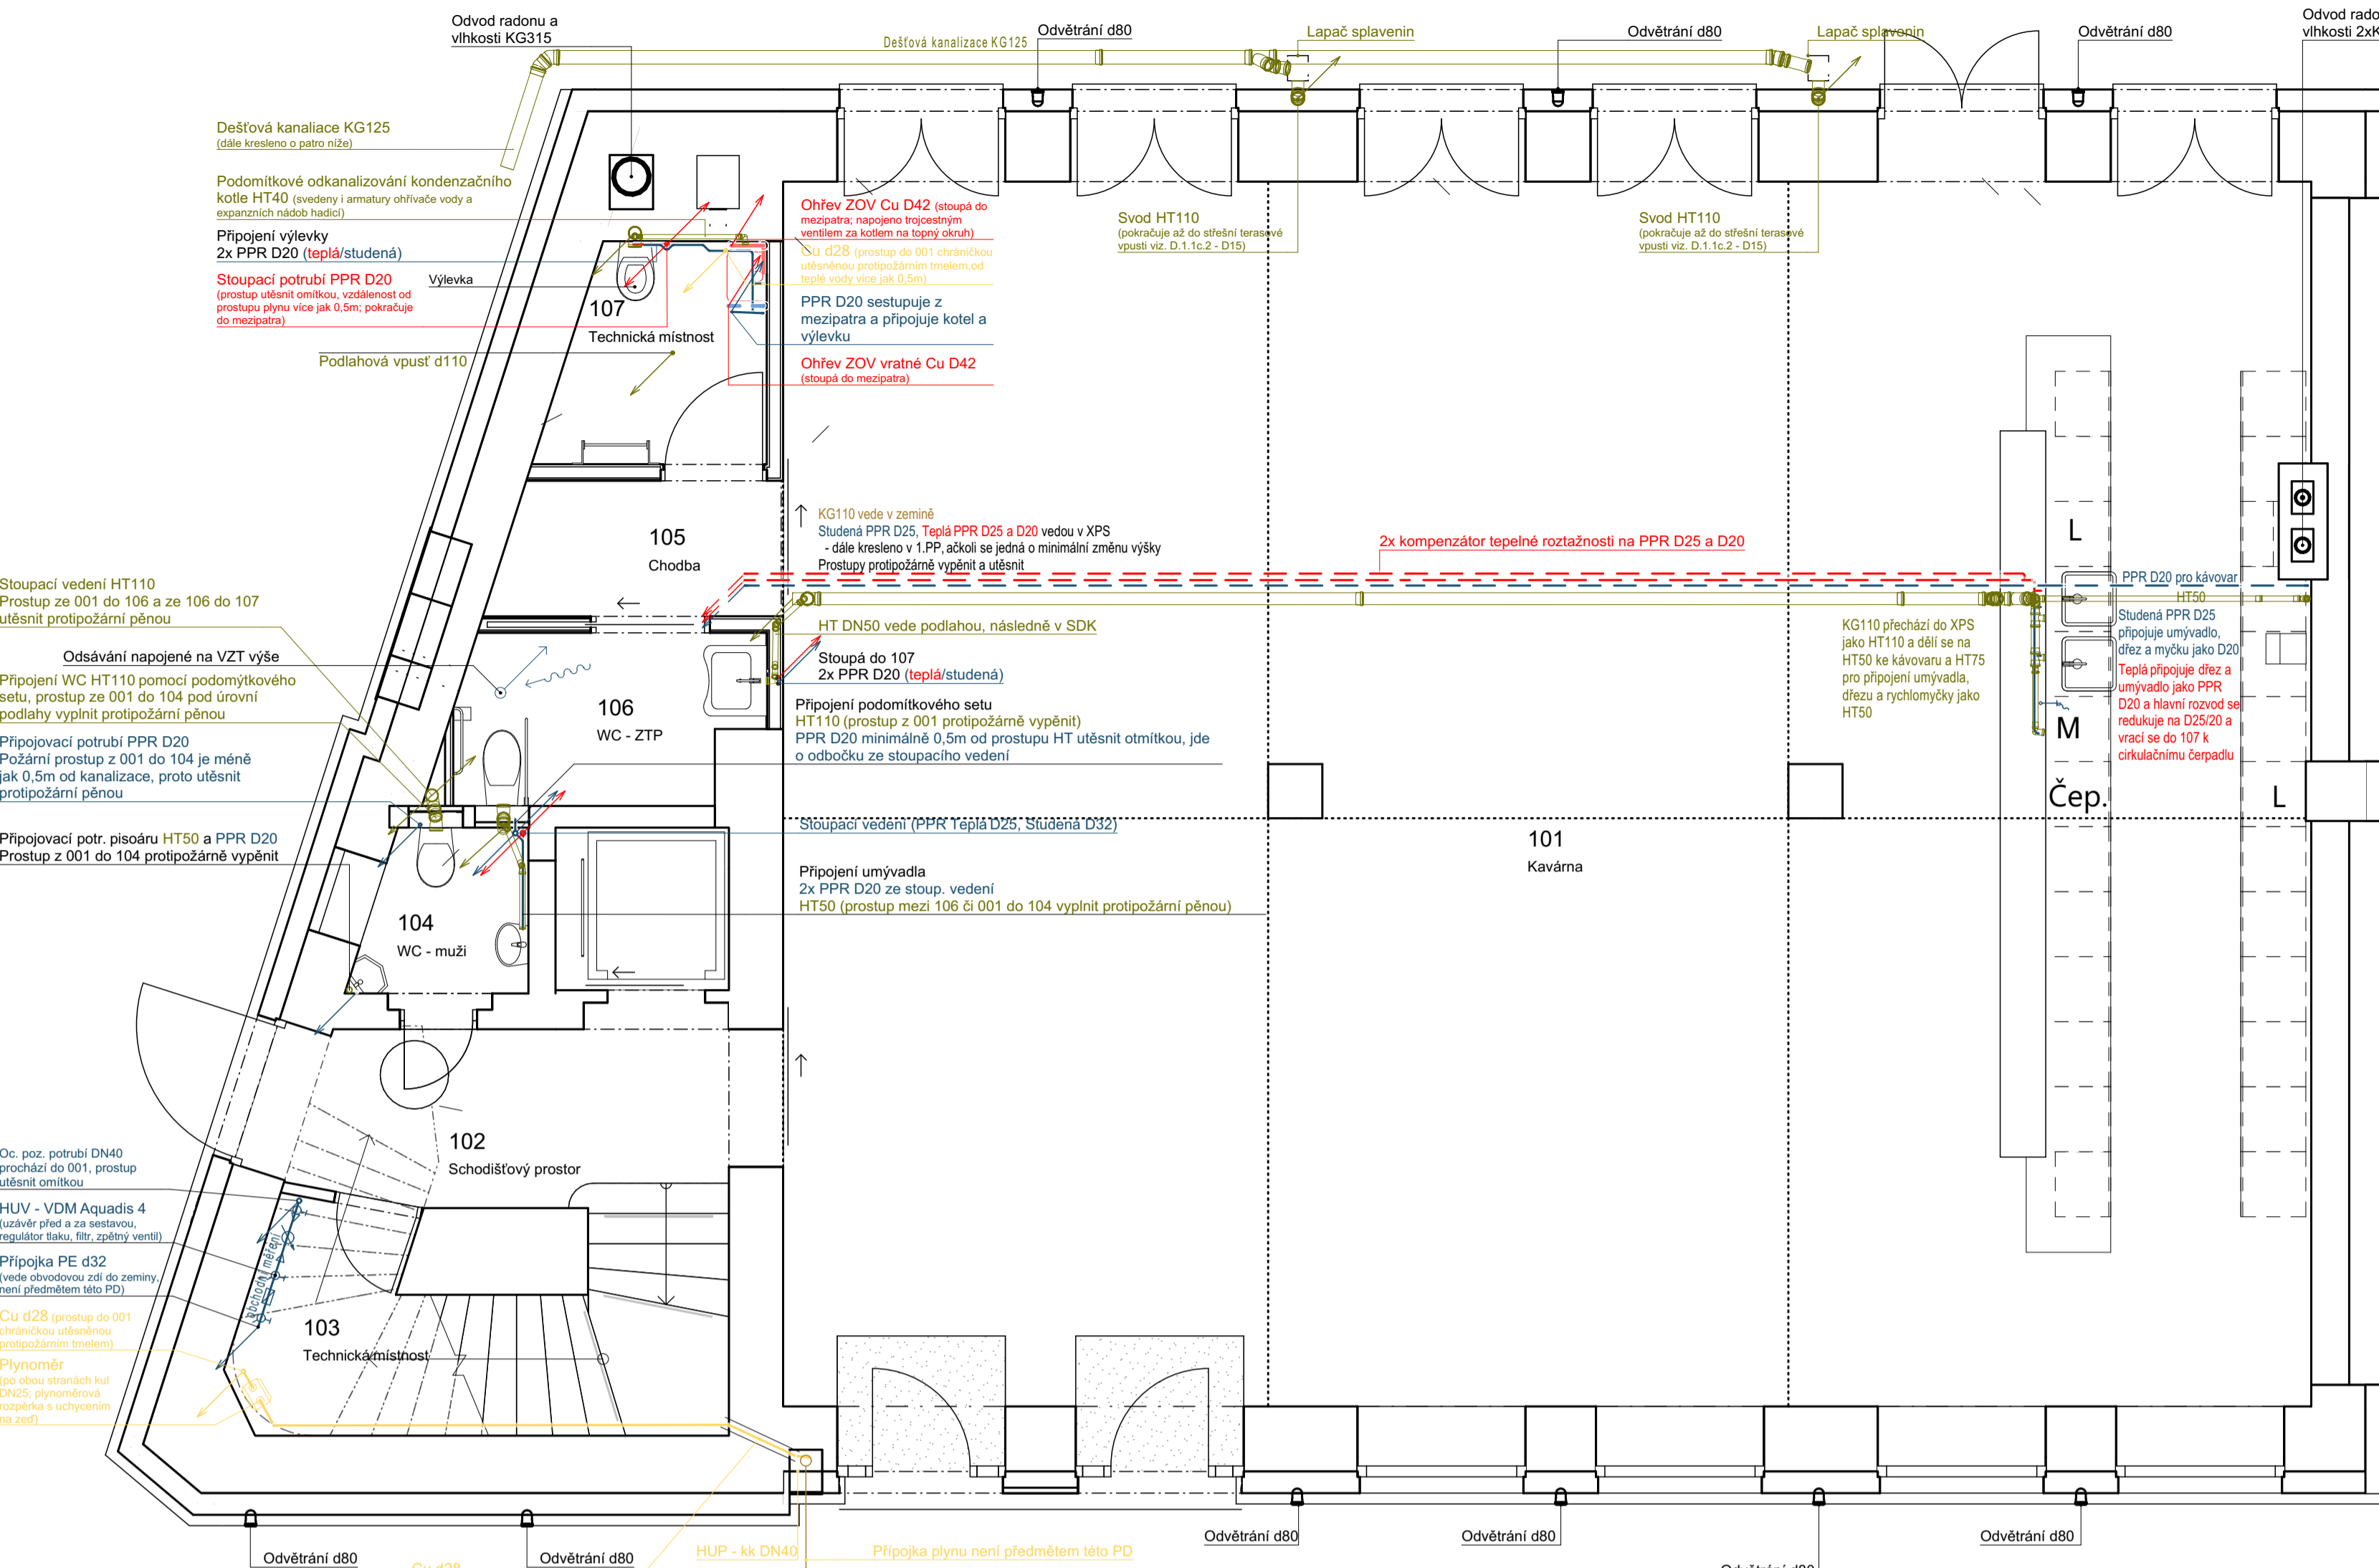 Odvod radonu a
vlhkosti KG315
Dešťová kanalizace KG125
Odvětrání d80
Lapač splavenin
Odvětrání d80
Lapač splavenin
Odvětrání d80
Odvod rado
vlhkosti 2xK
Dešťová kanaliace KG125
(dále kresleno o patro níže)
Podomítkové odkanalizování kondenzačního
kotle HT40 (svedeny i armatury ohřívače vody a
expanzních nádob hadicí)
Připojení výlevky
2x PPR D20 (teplá/studená)
Stoupací potrubí PPR D20
(prostup utěsnit omítkou, vzdálenost od
prostupu plynu více jak 0,5m; pokračuje
do mezipatra)
Výlevka
107
Technická místnost
Podlahová vpusť d110
Ohřev ZOV Cu D42 (stoupá do
mezipatra; napojeno trojcestným
ventilem za kotlem na topný okruh)
Cu d28 (prostup do 001 chráničkou
utěsněnou protipožárním tmelem,od
teplé vody více jak 0,5m)
PPR D20 sestupuje z
mezipatra a připojuje kotel a
výlevku
Ohřev ZOV vratné Cu D42
(stoupá do mezipatra)
Svod HT110
(pokračuje až do střešní terasové
vpusti viz. D.1.1c.2 - D15)
Svod HT110
(pokračuje až do střešní terasové
vpusti viz. D.1.1c.2 - D15)
105
Chodba
KG110 vede v zemině
Studená PPR D25, Teplá PPR D25 a D20 vedou v XPS
- dále kresleno v 1.PP, ačkoli se jedná o minimální změnu výšky
Prostupy protipožárně vypěnit a utěsnit
2x kompenzátor tepelné roztažnosti na PPR D25 a D20
L
PPR D20 pro kávovar
HT50
Studená PPR D25
připojuje umývadlo,
dřez a myčku jako D20
Teplá připojuje dřez a
umývadlo jako PPR
D20 a hlavní rozvod se
redukuje na D25/20 a
vrací se do 107 k
cirkulačnímu čerpadlu
KG110 přechází do XPS
jako HT110 a dělí se na
HT50 ke kávovaru a HT75
pro připojení umývadla,
dřezu a rychlomyčky jako
HT50
M
Čep.
L
Stoupací vedení HT110
Prostup ze 001 do 106 a ze 106 do 107
utěsnit protipožární pěnou
Odsávání napojené na VZT výše
Připojení WC HT110 pomocí podomýtkového
setu, prostup ze 001 do 104 pod úrovní
podlahy vyplnit protipožární pěnou
Připojovací potrubí PPR D20
Požární prostup z 001 do 104 je méně
jak 0,5m od kanalizace, proto utěsnit
protipožární pěnou
Připojovací potr. pisoáru HT50 a PPR D20
Prostup z 001 do 104 protipožárně vypěnit
HT DN50 vede podlahou, následně v SDK
Stoupá do 107
2x PPR D20 (teplá/studená)
106
WC - ZTP
Připojení podomítkového setu
HT110 (prostup z 001 protipožárně vypěnit)
PPR D20 minimálně 0,5m od prostupu HT utěsnit otmítkou, jde
o odbočku ze stoupacího vedení
Stoupací vedení (PPR Teplá D25, Studená D32)
101
Kavárna
Připojení umývadla
2x PPR D20 ze stoup. vedení
HT50 (prostup mezi 106 či 001 do 104 vyplnit protipožární pěnou)
104
WC - muži
102
Schodišťový prostor
Oc. poz. potrubí DN40
prochází do 001, prostup
utěsnit omítkou
HUV - VDM Aquadis 4
(uzávěr před a za sestavou,
regulátor tlaku, filtr, zpětný ventil)
Přípojka PE d32
(vede obvodovou zdí do zeminy,
není předmětem této PD)
obchodní měření
Cu d28 (prostup do 001
chráničkou utěsněnou
protipožárním tmelem)
Plynoměr
(po obou stranách kul
DN25; plynoměrová
rozpěrka s uchycením
na zeď)
103
Technická místnost
Odvětrání d80
Cu d28
Odvětrání d80
HUP - kk DN40
Přípojka plynu není předmětem této PD
Odvětrání d80
Odvětrání d80
Odvětrání d80
Odvětrání d80